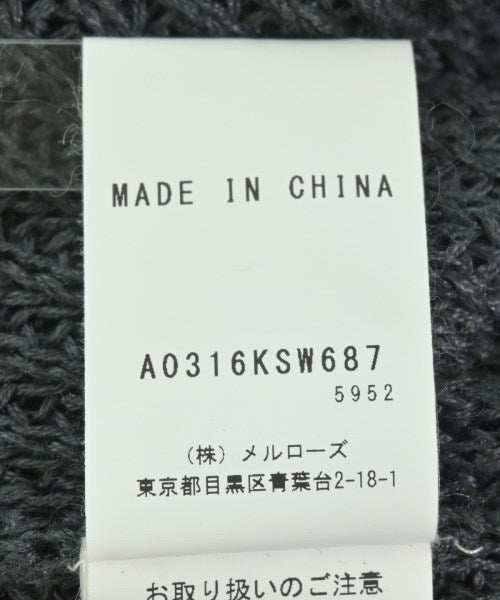 MADE IN CHINA
A0316KSW687
5952
（株）メルローズ
東京都目黒区青葉台2-18-1
お取り扱いのご注意